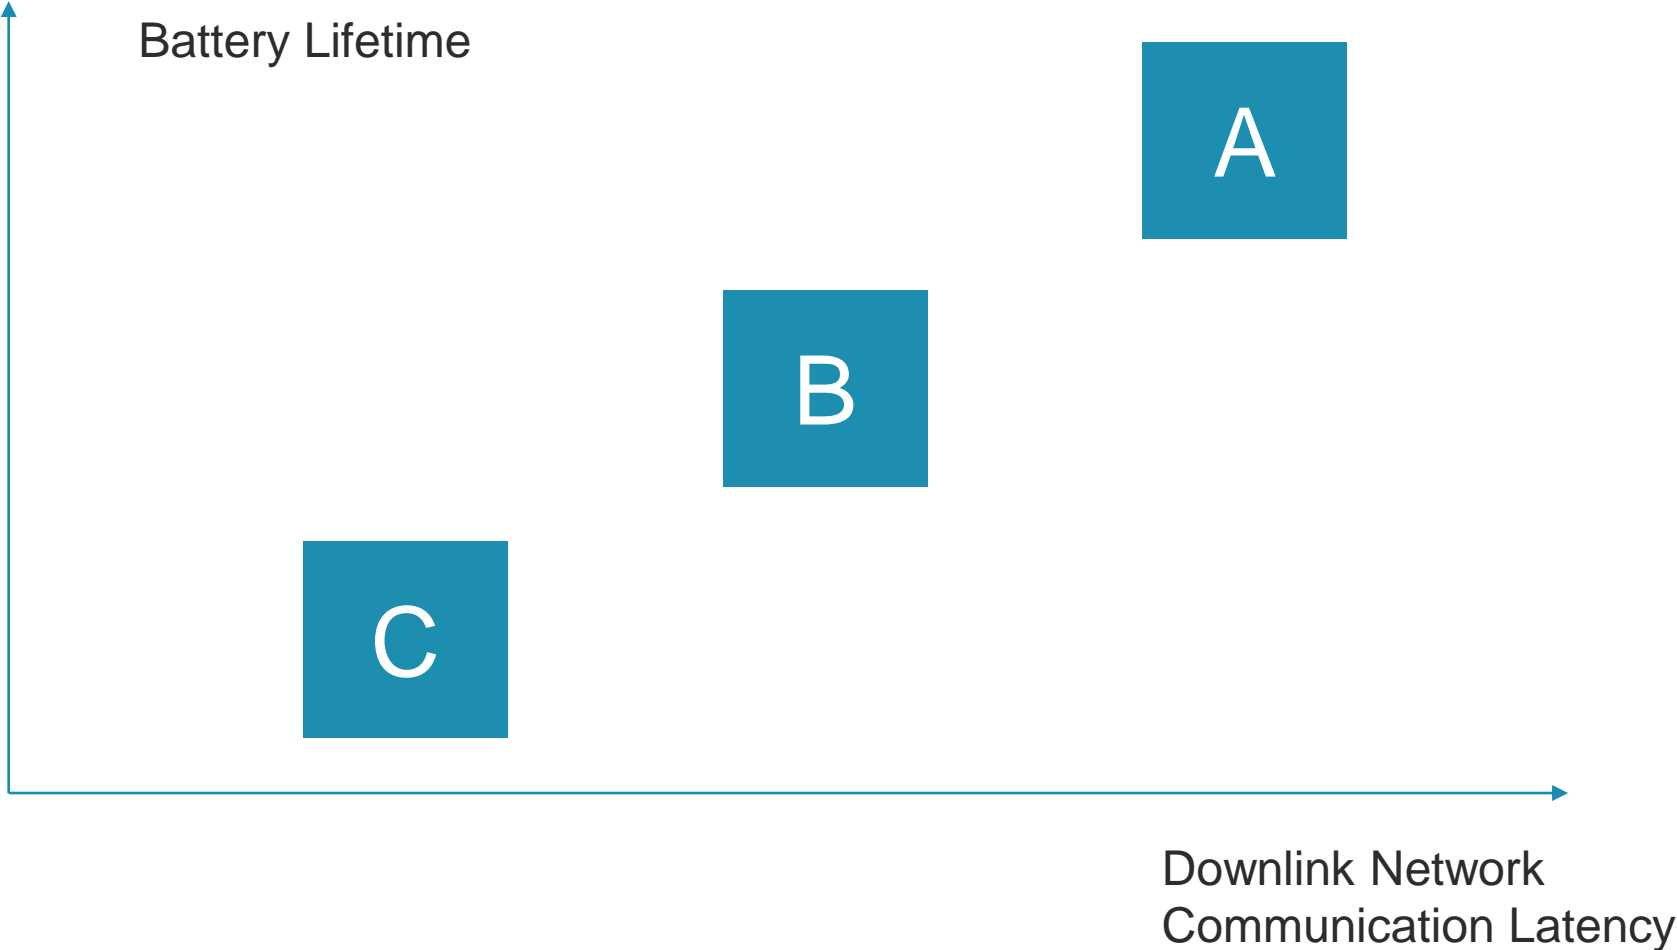 Battery Lifetime
A
B
C
Downlink Network
Communication Latency